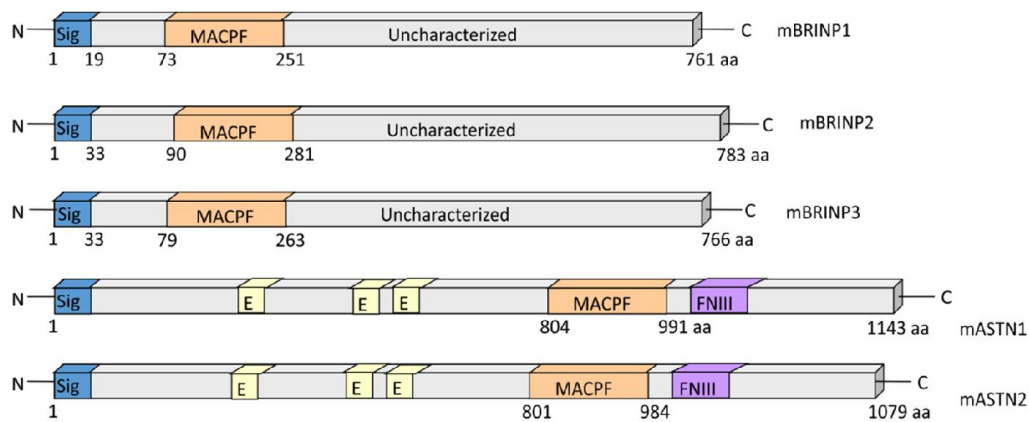 N Sig MACPF Uncharacterized C mBRINP1
1 19 73 251 761 aa
N Sig MACPF Uncharacterized C mBRINP2
1 33 90 281 783 aa
N Sig MACPF Uncharacterized C mBRINP3
1 33 79 263 766 aa
N Sig E E E MACPF FNIII C
1 804 991 aa 1143 aa mASTN1
N Sig E E E MACPF FNIII C
1 801 984 1079 aa mASTN2